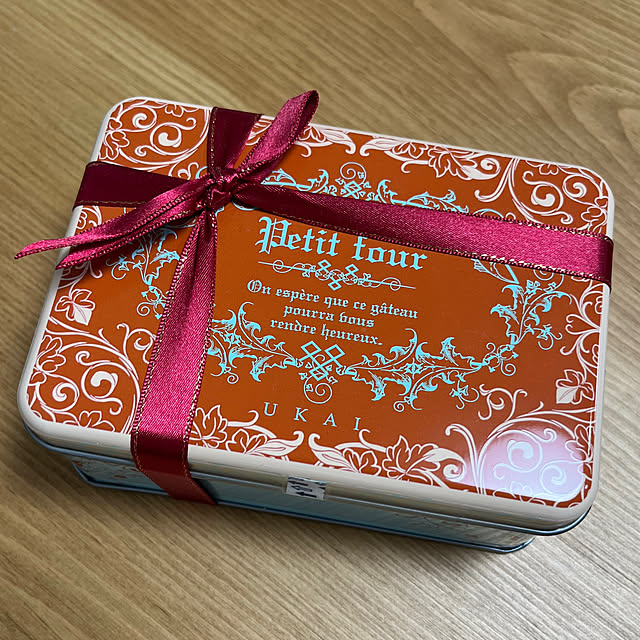 Petit four
On espère que ce gâteau
pourra vous
rendre heureux.
UKAI